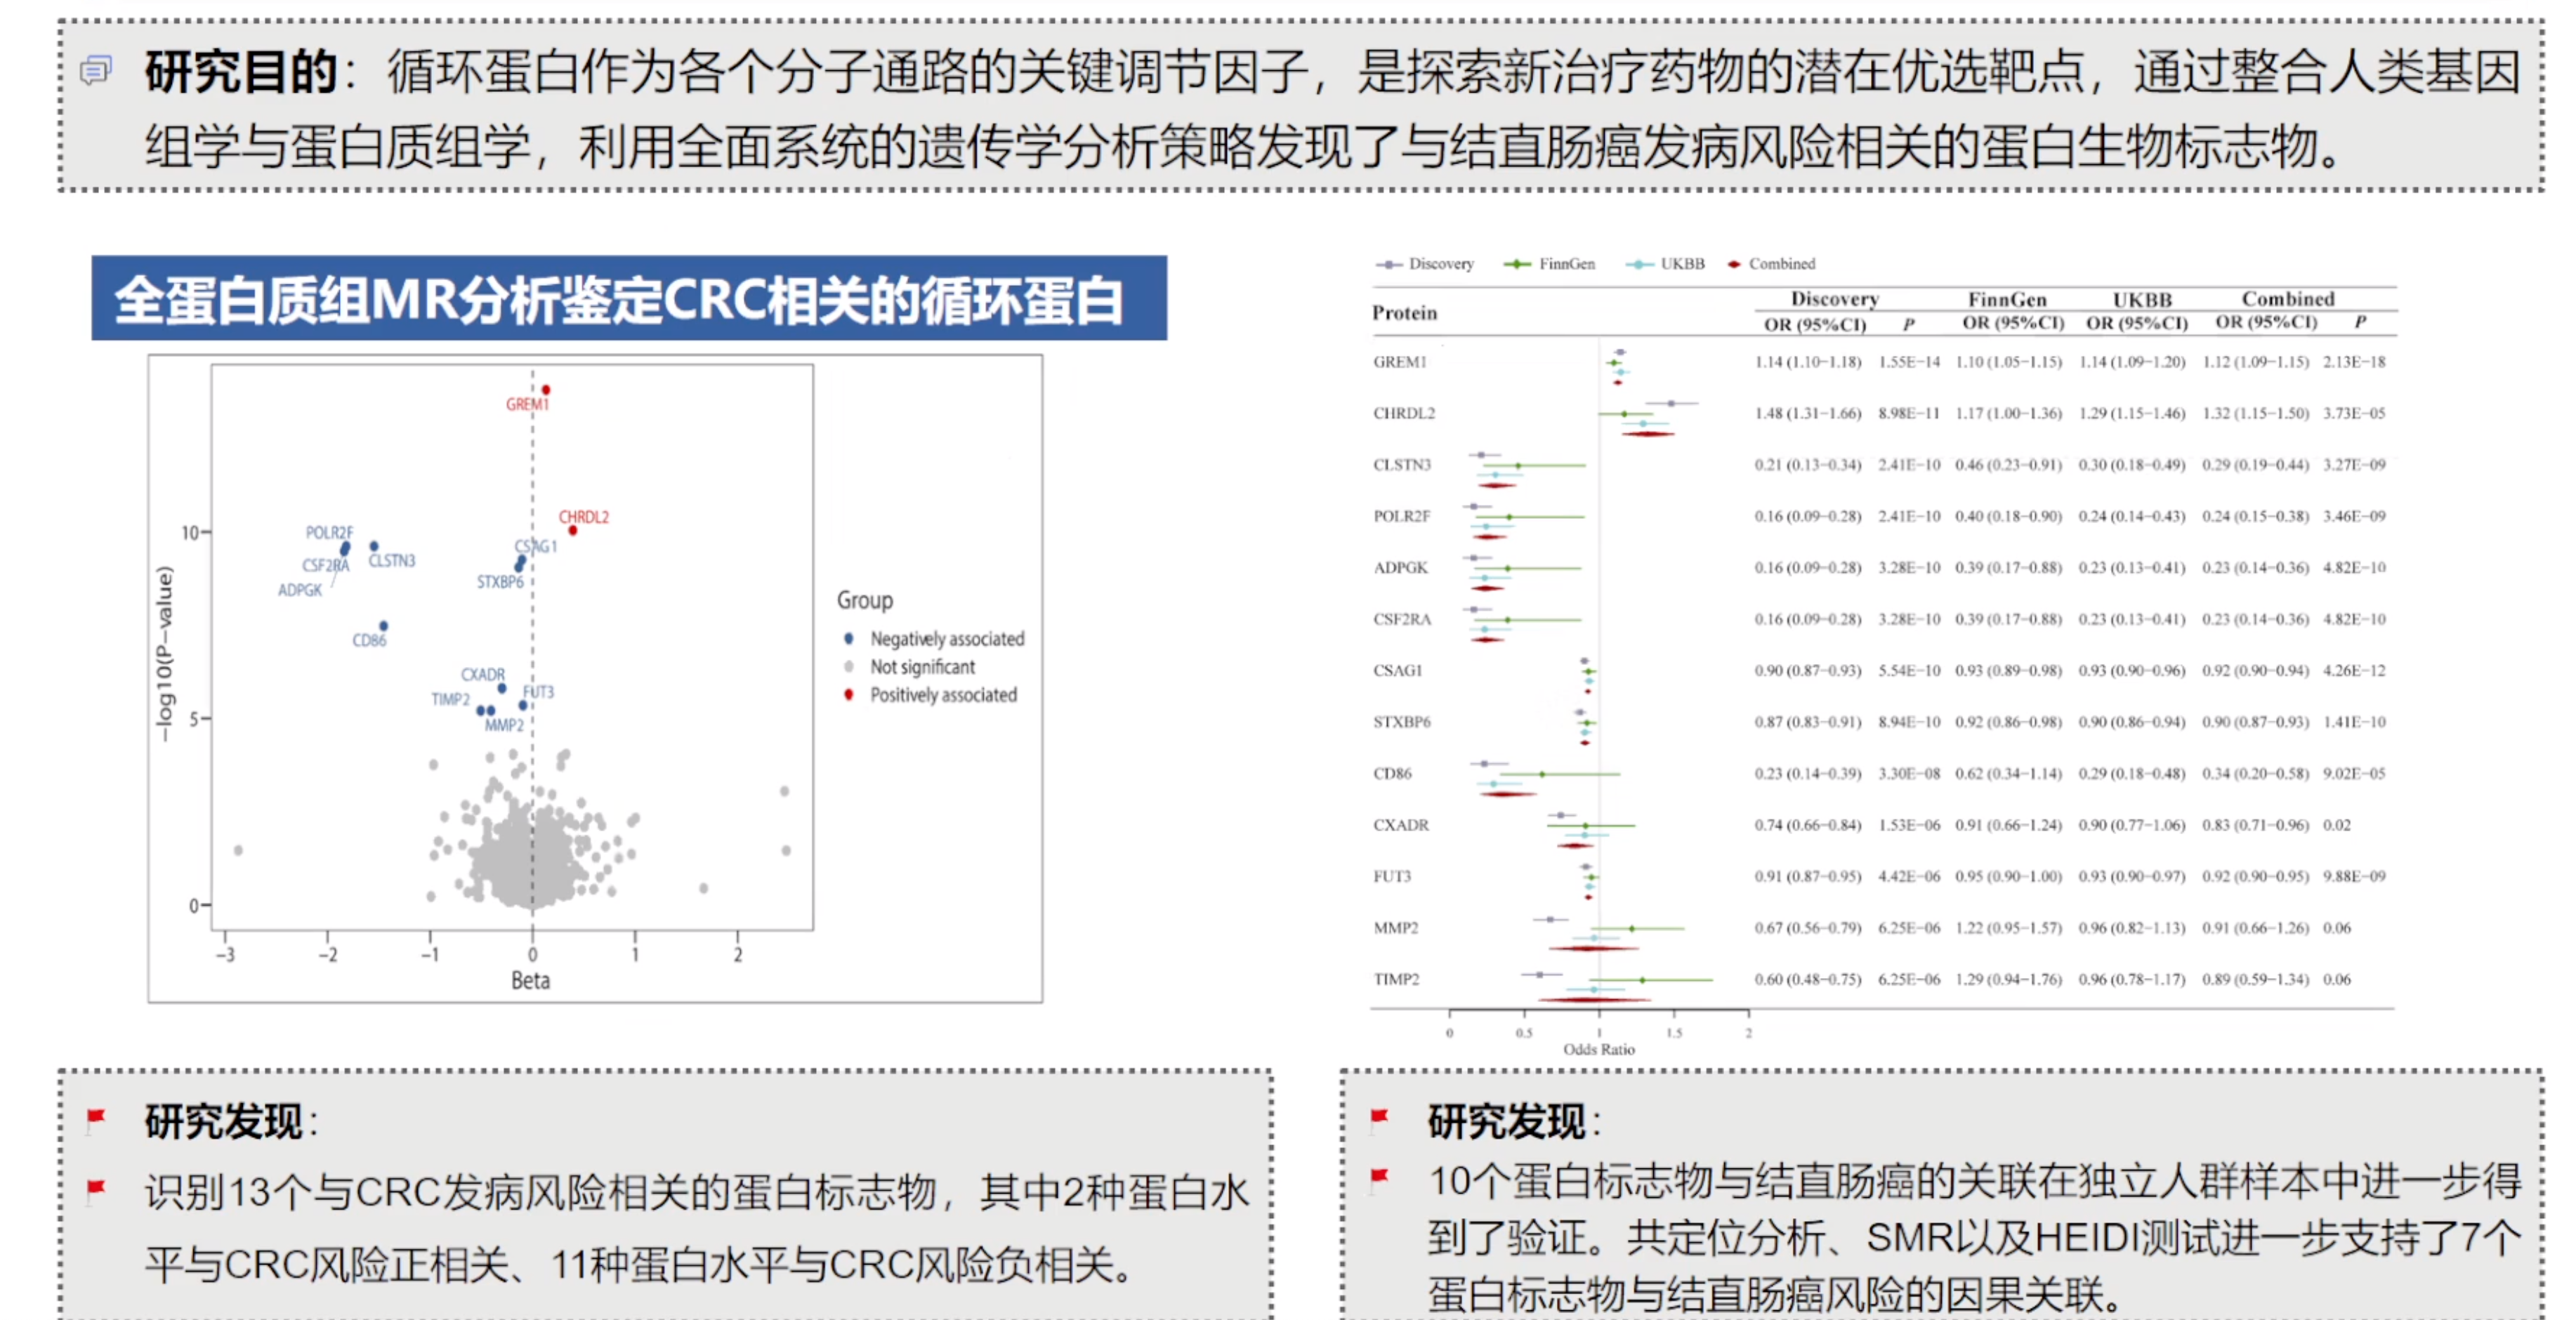 研究目的：循环蛋白作为各个分子通路的关键调节因子，是探索新治疗药物的潜在优选靶点，通过整合人类基因
组学与蛋白质组学，利用全面系统的遗传学分析策略发现了与结直肠癌发病风险相关的蛋白生物标志物。
全蛋白质组MR分析鉴定CRC相关的循环蛋白
GREM1
CHRDL2
POLR2F
CSAG1
CSF2RA
CLSTN3
STXBP6
ADPGK
CD86
CXADR
FUT3
TIMP2
MMP2
−log10(P−value)
10
5
0
−3 −2 −1 0 1 2
Beta
Group
Negatively associated
Not significant
Positively associated
Discovery FinnGen UKBB Combined
Protein Discovery FinnGen UKBB Combined
OR (95%CI) P OR (95%CI) OR (95%CI) OR (95%CI) P
GREM1 1.14 (1.10−1.18) 1.55E−14 1.10 (1.05−1.15) 1.14 (1.09−1.20) 1.12 (1.09−1.15) 2.13E−18
CHRDL2 1.48 (1.31−1.66) 8.98E−11 1.17 (1.00−1.36) 1.29 (1.15−1.46) 1.32 (1.15−1.50) 3.73E−05
CLSTN3 0.21 (0.13−0.34) 2.41E−10 0.46 (0.23−0.91) 0.30 (0.18−0.49) 0.29 (0.19−0.44) 3.27E−09
POLR2F 0.16 (0.09−0.28) 2.41E−10 0.40 (0.18−0.90) 0.24 (0.14−0.43) 0.24 (0.15−0.38) 3.46E−09
ADPGK 0.16 (0.09−0.28) 3.28E−10 0.39 (0.17−0.88) 0.23 (0.13−0.41) 0.23 (0.14−0.36) 4.82E−10
CSF2RA 0.16 (0.09−0.28) 3.28E−10 0.39 (0.17−0.88) 0.23 (0.13−0.41) 0.23 (0.14−0.36) 4.82E−10
CSAG1 0.90 (0.87−0.93) 5.54E−10 0.93 (0.89−0.98) 0.93 (0.90−0.96) 0.92 (0.90−0.94) 4.26E−12
STXBP6 0.87 (0.83−0.91) 8.94E−10 0.92 (0.86−0.98) 0.90 (0.86−0.94) 0.90 (0.87−0.93) 1.41E−10
CD86 0.23 (0.14−0.39) 3.30E−08 0.62 (0.34−1.14) 0.29 (0.18−0.48) 0.34 (0.20−0.58) 9.02E−05
CXADR 0.74 (0.66−0.84) 1.53E−06 0.91 (0.66−1.24) 0.90 (0.77−1.06) 0.83 (0.71−0.96) 0.02
FUT3 0.91 (0.87−0.95) 4.42E−06 0.95 (0.90−1.00) 0.93 (0.90−0.97) 0.92 (0.90−0.95) 9.88E−09
MMP2 0.67 (0.56−0.79) 6.25E−06 1.22 (0.95−1.57) 0.96 (0.82−1.13) 0.91 (0.66−1.26) 0.06
TIMP2 0.60 (0.48−0.75) 6.25E−06 1.29 (0.94−1.76) 0.96 (0.78−1.17) 0.89 (0.59−1.34) 0.06
0 0.5 1 1.5 2
Odds Ratio
研究发现：
识别13个与CRC发病风险相关的蛋白标志物，其中2种蛋白水
平与CRC风险正相关、11种蛋白水平与CRC风险负相关。
研究发现：
10个蛋白标志物与结直肠癌的关联在独立人群样本中进一步得
到了验证。共定位分析、SMR以及HEIDI测试进一步支持了7个
蛋白标志物与结直肠癌风险的因果关联。